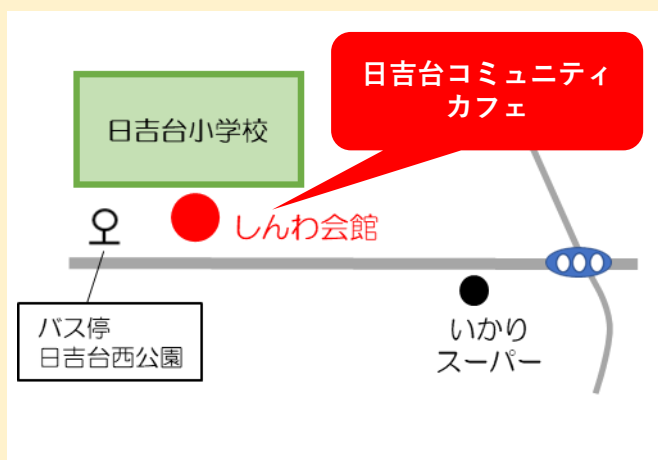 日吉台コミュニティ
カフェ
日吉台小学校
しんわ会館
バス停
日吉台西公園
いかり
スーパー